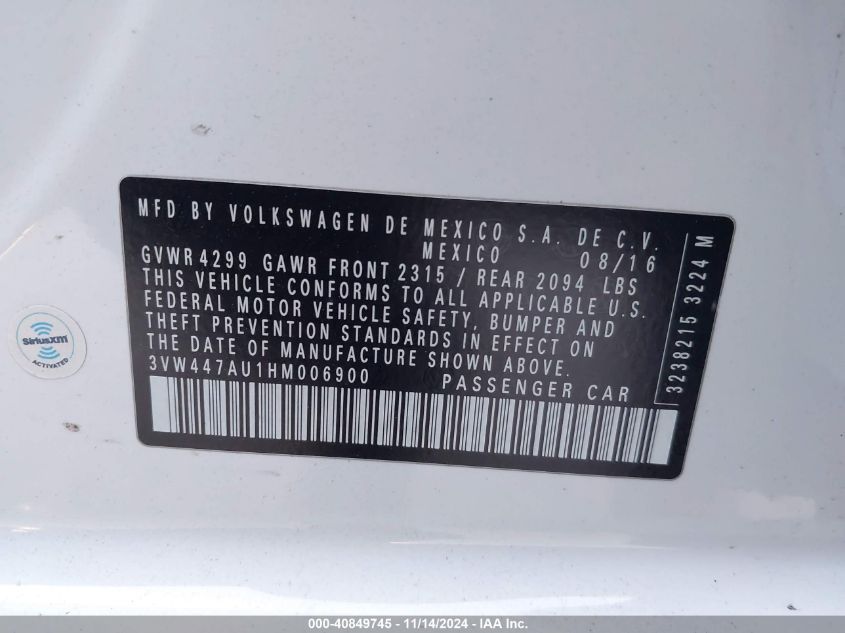 MFD BY VOLKSWAGEN DE MEXICO S.A. DE C.V.
MEXICO 08/16
GVWR 4299 GAWR FRONT 2315 / REAR 2094 LBS
THIS VEHICLE CONFORMS TO ALL APPLICABLE U.S.
FEDERAL MOTOR VEHICLE SAFETY, BUMPER AND
THEFT PREVENTION STANDARDS IN EFFECT ON
THE DATE OF MANUFACTURE SHOWN ABOVE.
3VW447AU1HM006900 PASSENGER CAR
3238215 3224 M
SiriusXM
ACTIVATED
000-40849745 - 11/14/2024 - IAA Inc.